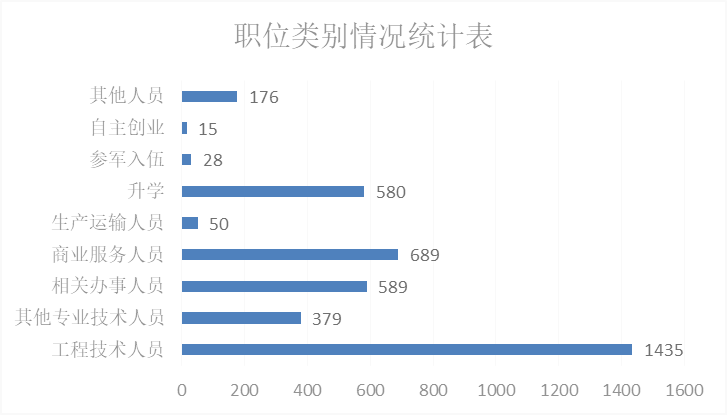 职位类别情况统计表
其他人员 176
自主创业 15
参军入伍 28
升学 580
生产运输人员 50
商业服务人员 689
相关办事人员 589
其他专业技术人员 379
工程技术人员 1435
0 200 400 600 800 1000 1200 1400 1600